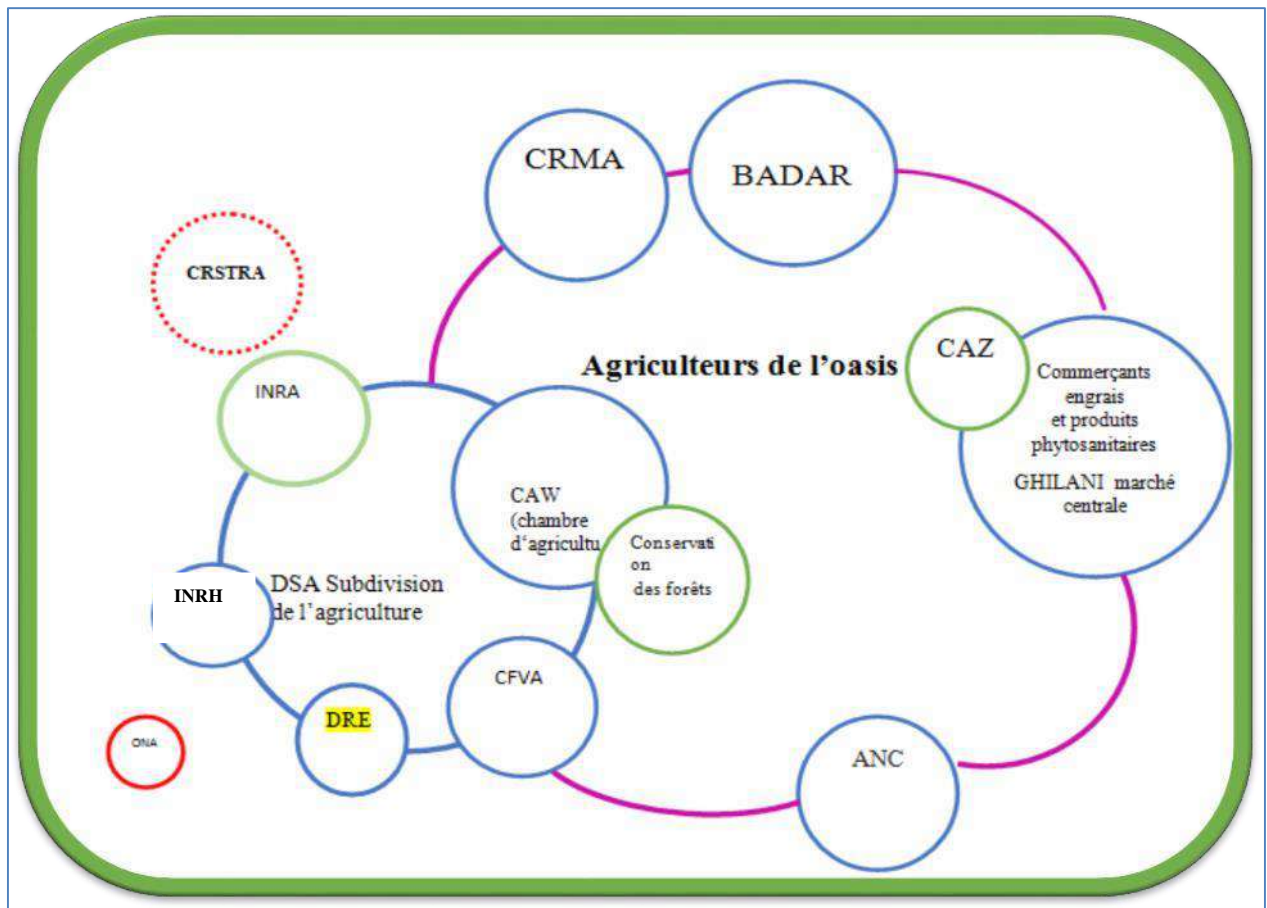 CRMA
BADAR
CRSTRA
Agriculteurs de l’oasis
CAZ
Commerçants
engrais
et produits
phytosanitaires
GHILANI marché
centrale
INRA
CAW
(chambre
d‘agricultu
Conservati
on
des forêts
INRH
DSA Subdivision
de l’agriculture
CFVA
DRE
ONA
ANC